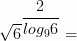 √6^{2/log₉6} =